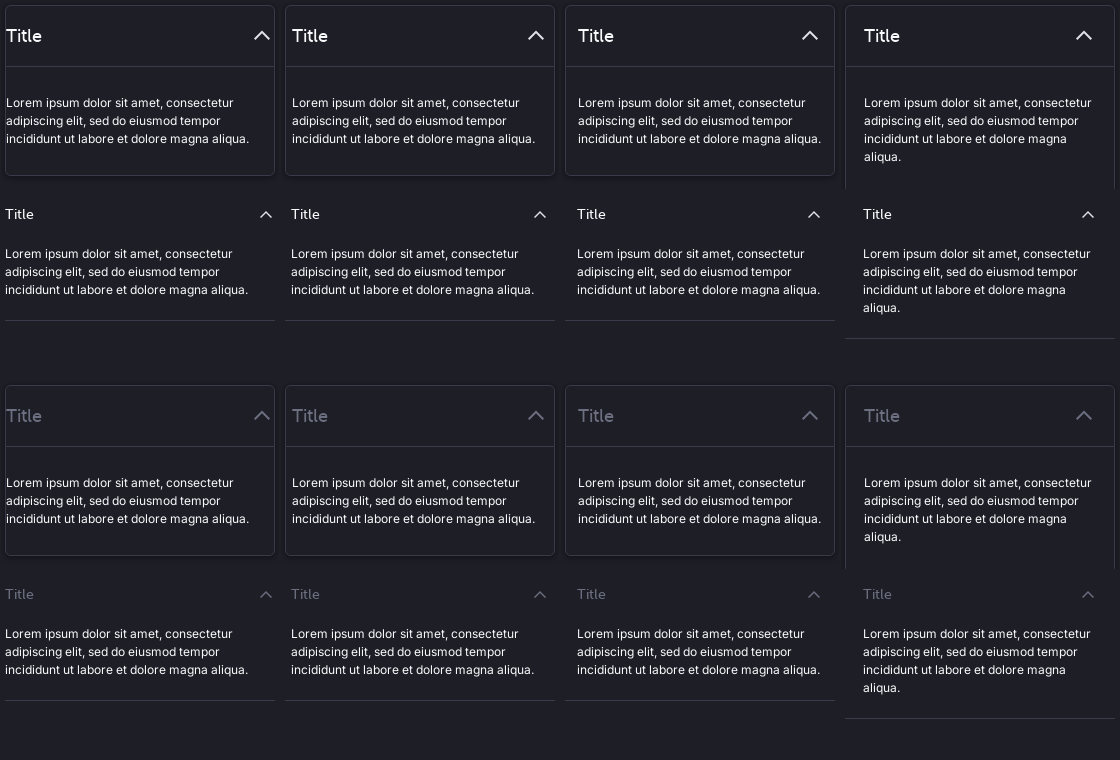 Title
Lorem ipsum dolor sit amet, consectetur
adipiscing elit, sed do eiusmod tempor
incididunt ut labore et dolore magna aliqua.
Title
Lorem ipsum dolor sit amet, consectetur
adipiscing elit, sed do eiusmod tempor
incididunt ut labore et dolore magna aliqua.
Title
Lorem ipsum dolor sit amet, consectetur
adipiscing elit, sed do eiusmod tempor
incididunt ut labore et dolore magna aliqua.
Title
Lorem ipsum dolor sit amet, consectetur
adipiscing elit, sed do eiusmod tempor
incididunt ut labore et dolore magna
aliqua.
Title
Lorem ipsum dolor sit amet, consectetur
adipiscing elit, sed do eiusmod tempor
incididunt ut labore et dolore magna aliqua.
Title
Lorem ipsum dolor sit amet, consectetur
adipiscing elit, sed do eiusmod tempor
incididunt ut labore et dolore magna aliqua.
Title
Lorem ipsum dolor sit amet, consectetur
adipiscing elit, sed do eiusmod tempor
incididunt ut labore et dolore magna aliqua.
Title
Lorem ipsum dolor sit amet, consectetur
adipiscing elit, sed do eiusmod tempor
incididunt ut labore et dolore magna
aliqua.
Title
Lorem ipsum dolor sit amet, consectetur
adipiscing elit, sed do eiusmod tempor
incididunt ut labore et dolore magna aliqua.
Title
Lorem ipsum dolor sit amet, consectetur
adipiscing elit, sed do eiusmod tempor
incididunt ut labore et dolore magna aliqua.
Title
Lorem ipsum dolor sit amet, consectetur
adipiscing elit, sed do eiusmod tempor
incididunt ut labore et dolore magna aliqua.
Title
Lorem ipsum dolor sit amet, consectetur
adipiscing elit, sed do eiusmod tempor
incididunt ut labore et dolore magna
aliqua.
Title
Lorem ipsum dolor sit amet, consectetur
adipiscing elit, sed do eiusmod tempor
incididunt ut labore et dolore magna aliqua.
Title
Lorem ipsum dolor sit amet, consectetur
adipiscing elit, sed do eiusmod tempor
incididunt ut labore et dolore magna aliqua.
Title
Lorem ipsum dolor sit amet, consectetur
adipiscing elit, sed do eiusmod tempor
incididunt ut labore et dolore magna aliqua.
Title
Lorem ipsum dolor sit amet, consectetur
adipiscing elit, sed do eiusmod tempor
incididunt ut labore et dolore magna
aliqua.